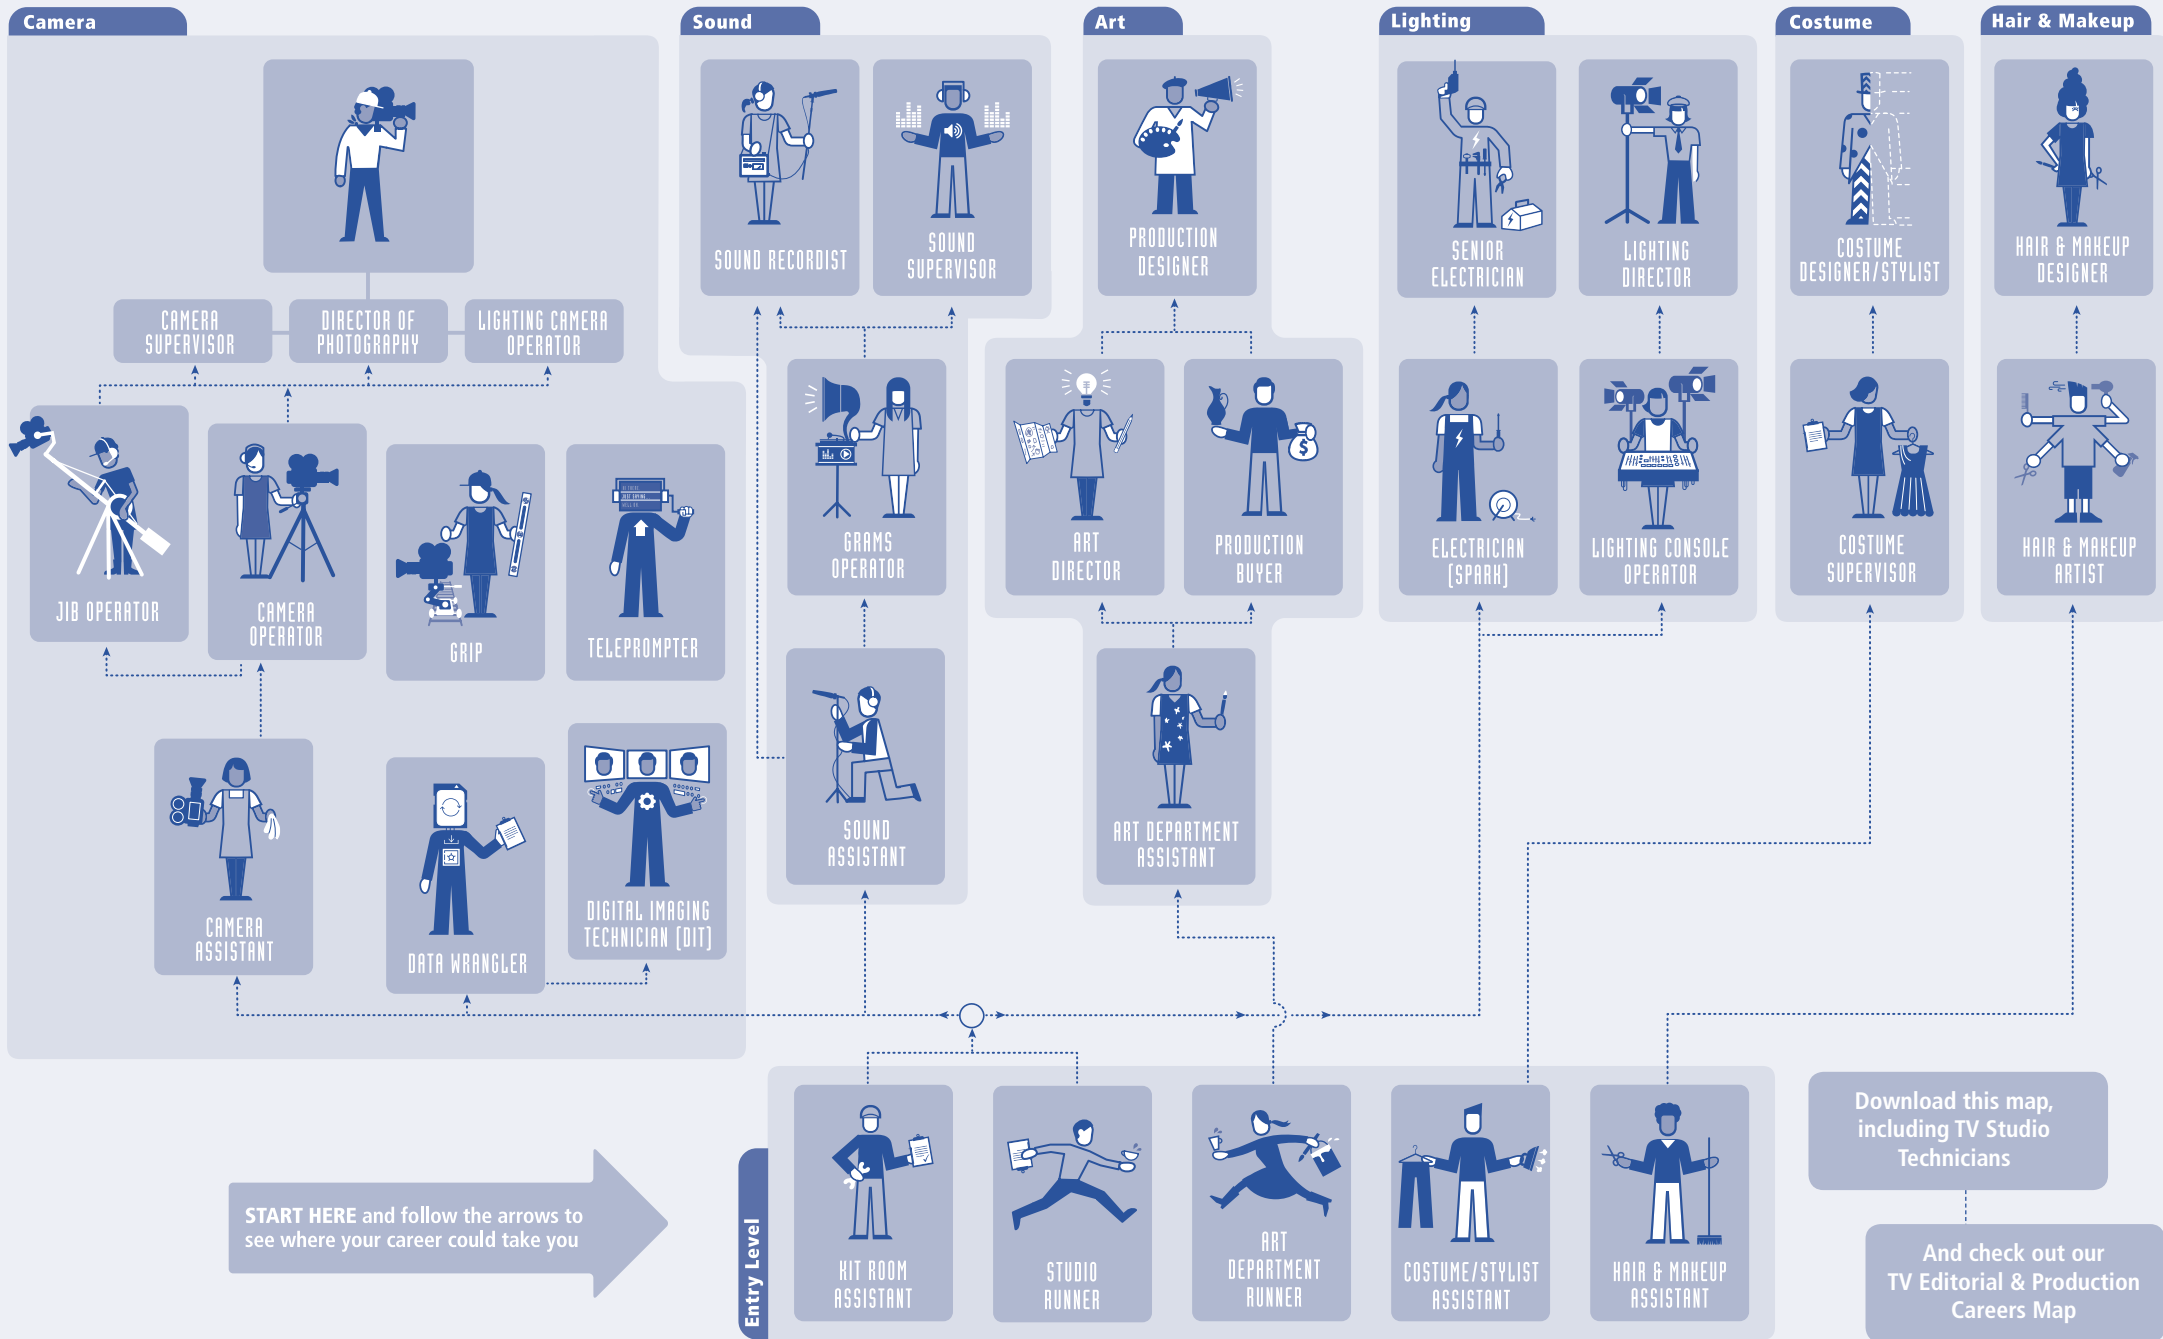 Camera
Sound
Art
Lighting
Costume
Hair & Makeup
SOUND RECORDIST
SOUND
SUPERVISOR
PRODUCTION
DESIGNER
SENIOR
ELECTRICIAN
LIGHTING
DIRECTOR
COSTUME
DESIGNER/STYLIST
HAIR & MAKEUP
DESIGNER
CAMERA
SUPERVISOR
DIRECTOR OF
PHOTOGRAPHY
LIGHTING CAMERA
OPERATOR
JIB OPERATOR
CAMERA
OPERATOR
GRIP
TELEPROMPTER
GRAMS
OPERATOR
ART
DIRECTOR
PRODUCTION
BUYER
ELECTRICIAN
(SPARK)
LIGHTING CONSOLE
OPERATOR
COSTUME
SUPERVISOR
HAIR & MAKEUP
ARTIST
CAMERA
ASSISTANT
DATA WRANGLER
DIGITAL IMAGING
TECHNICIAN (DIT)
SOUND
ASSISTANT
ART DEPARTMENT
ASSISTANT
START HERE and follow the arrows to
see where your career could take you
Entry Level
KIT ROOM
ASSISTANT
STUDIO
RUNNER
ART
DEPARTMENT
RUNNER
COSTUME/STYLIST
ASSISTANT
HAIR & MAKEUP
ASSISTANT
Download this map,
including TV Studio
Technicians
And check out our
TV Editorial & Production
Careers Map